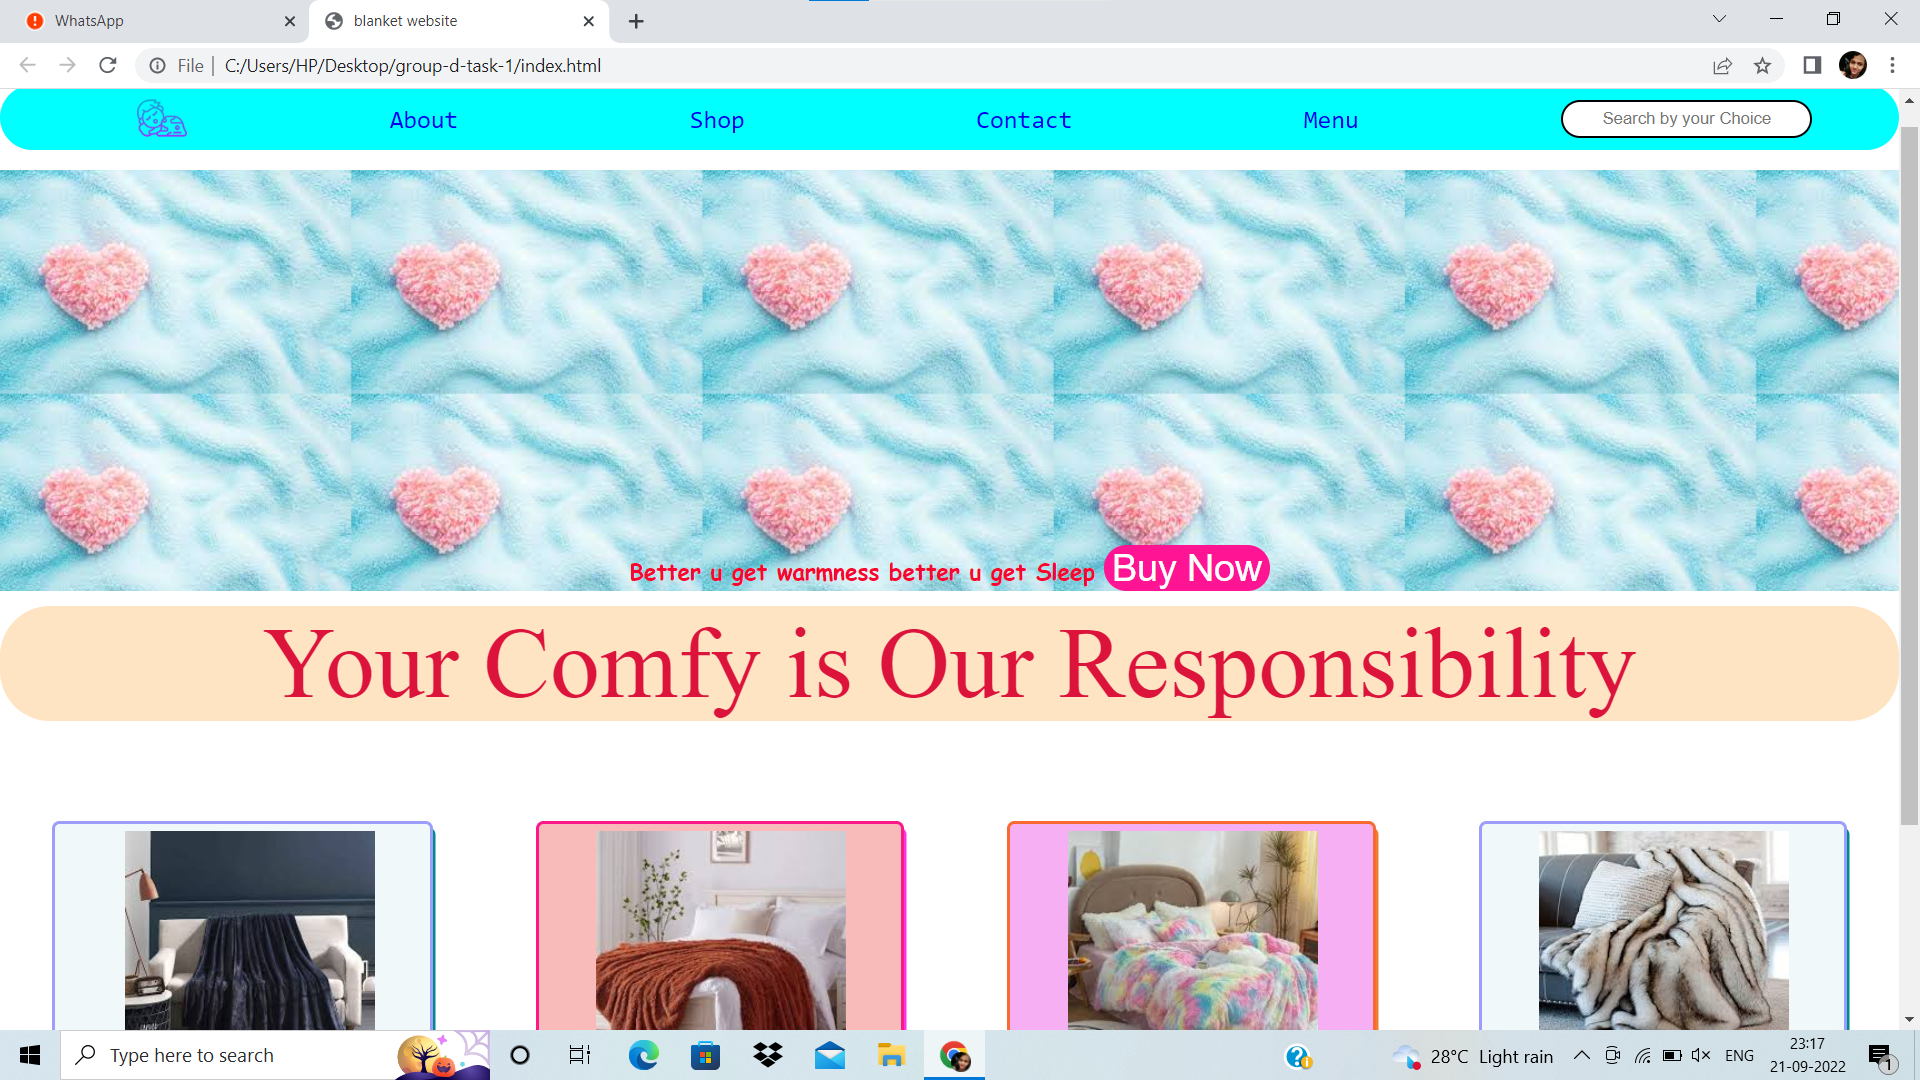 WhatsApp
blanket website
File
C:/Users/HP/Desktop/group-d-task-1/index.html
About
Shop
Contact
Menu
Search by your Choice
Better u get warmness better u get Sleep
Buy Now
Your Comfy is Our Responsibility
Type here to search
28°C Light rain
ENG
23:17
21-09-2022
1